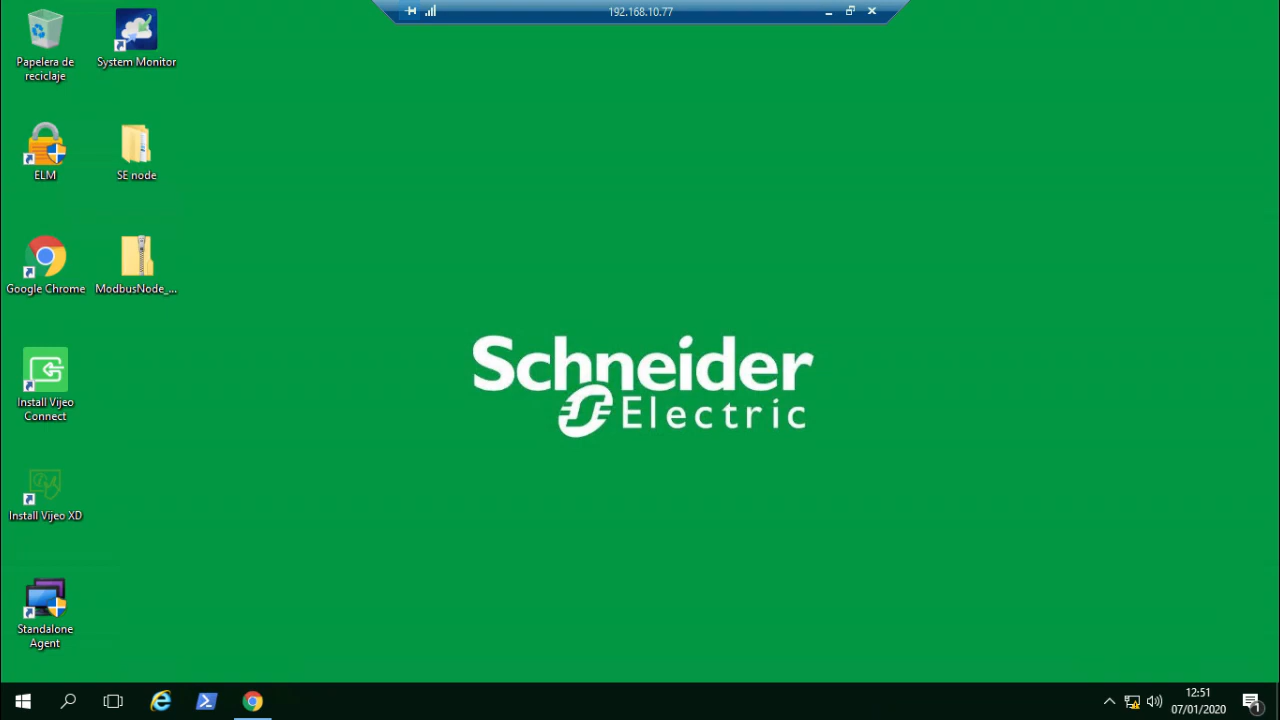 192.168.10.77
Papelera de
reciclaje
System Monitor
ELM
SE node
Google Chrome
ModbusNode_...
Install Vijeo
Connect
Install Vijeo XD
Standalone
Agent
Schneider
Electric
12:51
07/01/2020
1